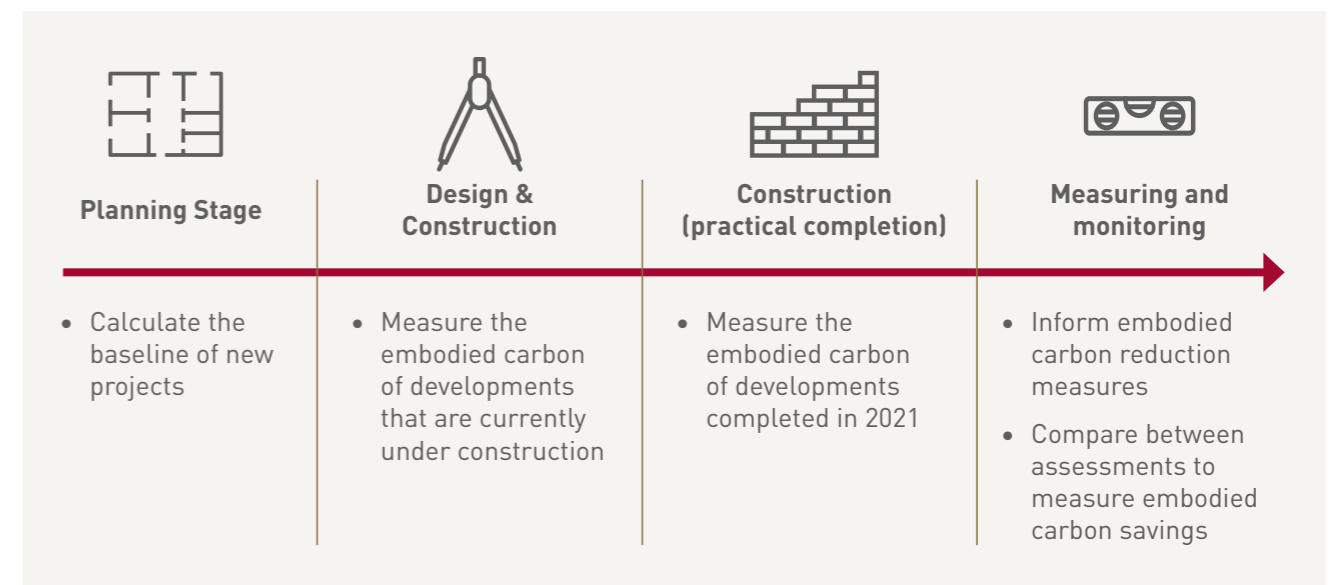 Planning Stage
Design &
Construction
Construction
(practical completion)
Measuring and
monitoring
• Calculate the
baseline of new
projects
• Measure the
embodied carbon
of developments
that are currently
under construction
• Measure the
embodied carbon
of developments
completed in 2021
• Inform embodied
carbon reduction
measures
• Compare between
assessments to
measure embodied
carbon savings